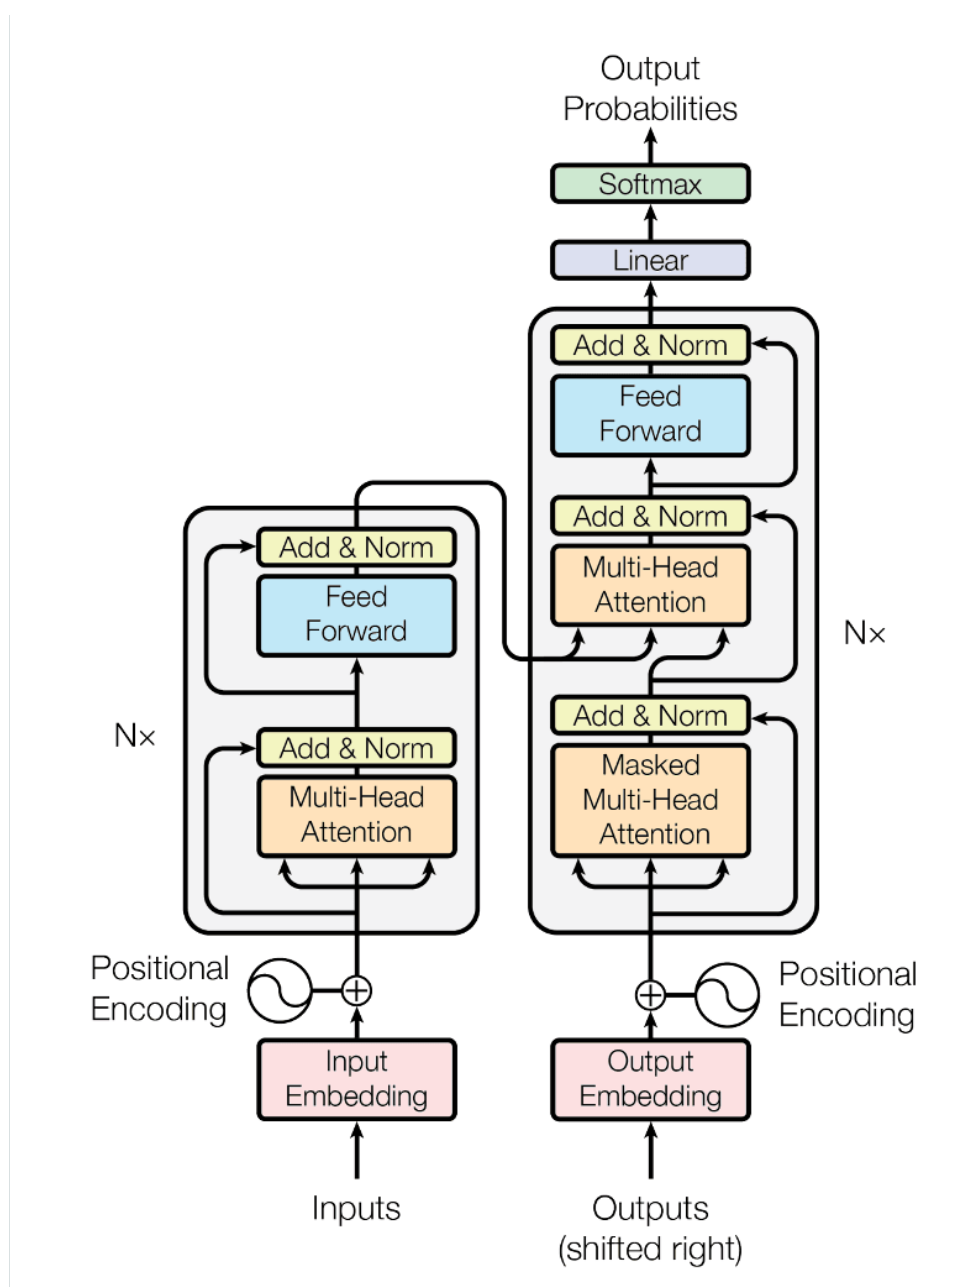 Output
Probabilities
Softmax
Linear
Add & Norm
Feed
Forward
Add & Norm
Multi-Head
Attention
N×
Add & Norm
Masked
Multi-Head
Attention
Add & Norm
Feed
Forward
N×
Add & Norm
Multi-Head
Attention
Positional
Encoding
Positional
Encoding
Input
Embedding
Output
Embedding
Inputs
Outputs
(shifted right)